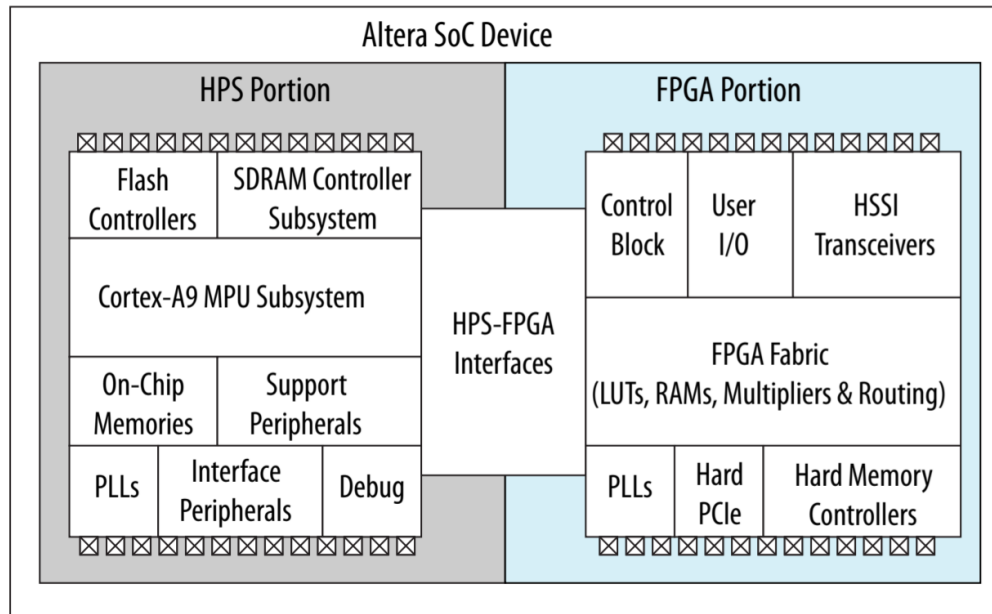 Altera SoC Device
HPS Portion
Flash
Controllers
SDRAM Controller
Subsystem
Cortex-A9 MPU Subsystem
On-Chip
Memories
Support
Peripherals
PLLs
Interface
Peripherals
Debug
HPS-FPGA
Interfaces
FPGA Portion
Control
Block
User
I/O
HSSI
Transceivers
FPGA Fabric
(LUTs, RAMs, Multipliers & Routing)
PLLs
Hard
PCIe
Hard Memory
Controllers